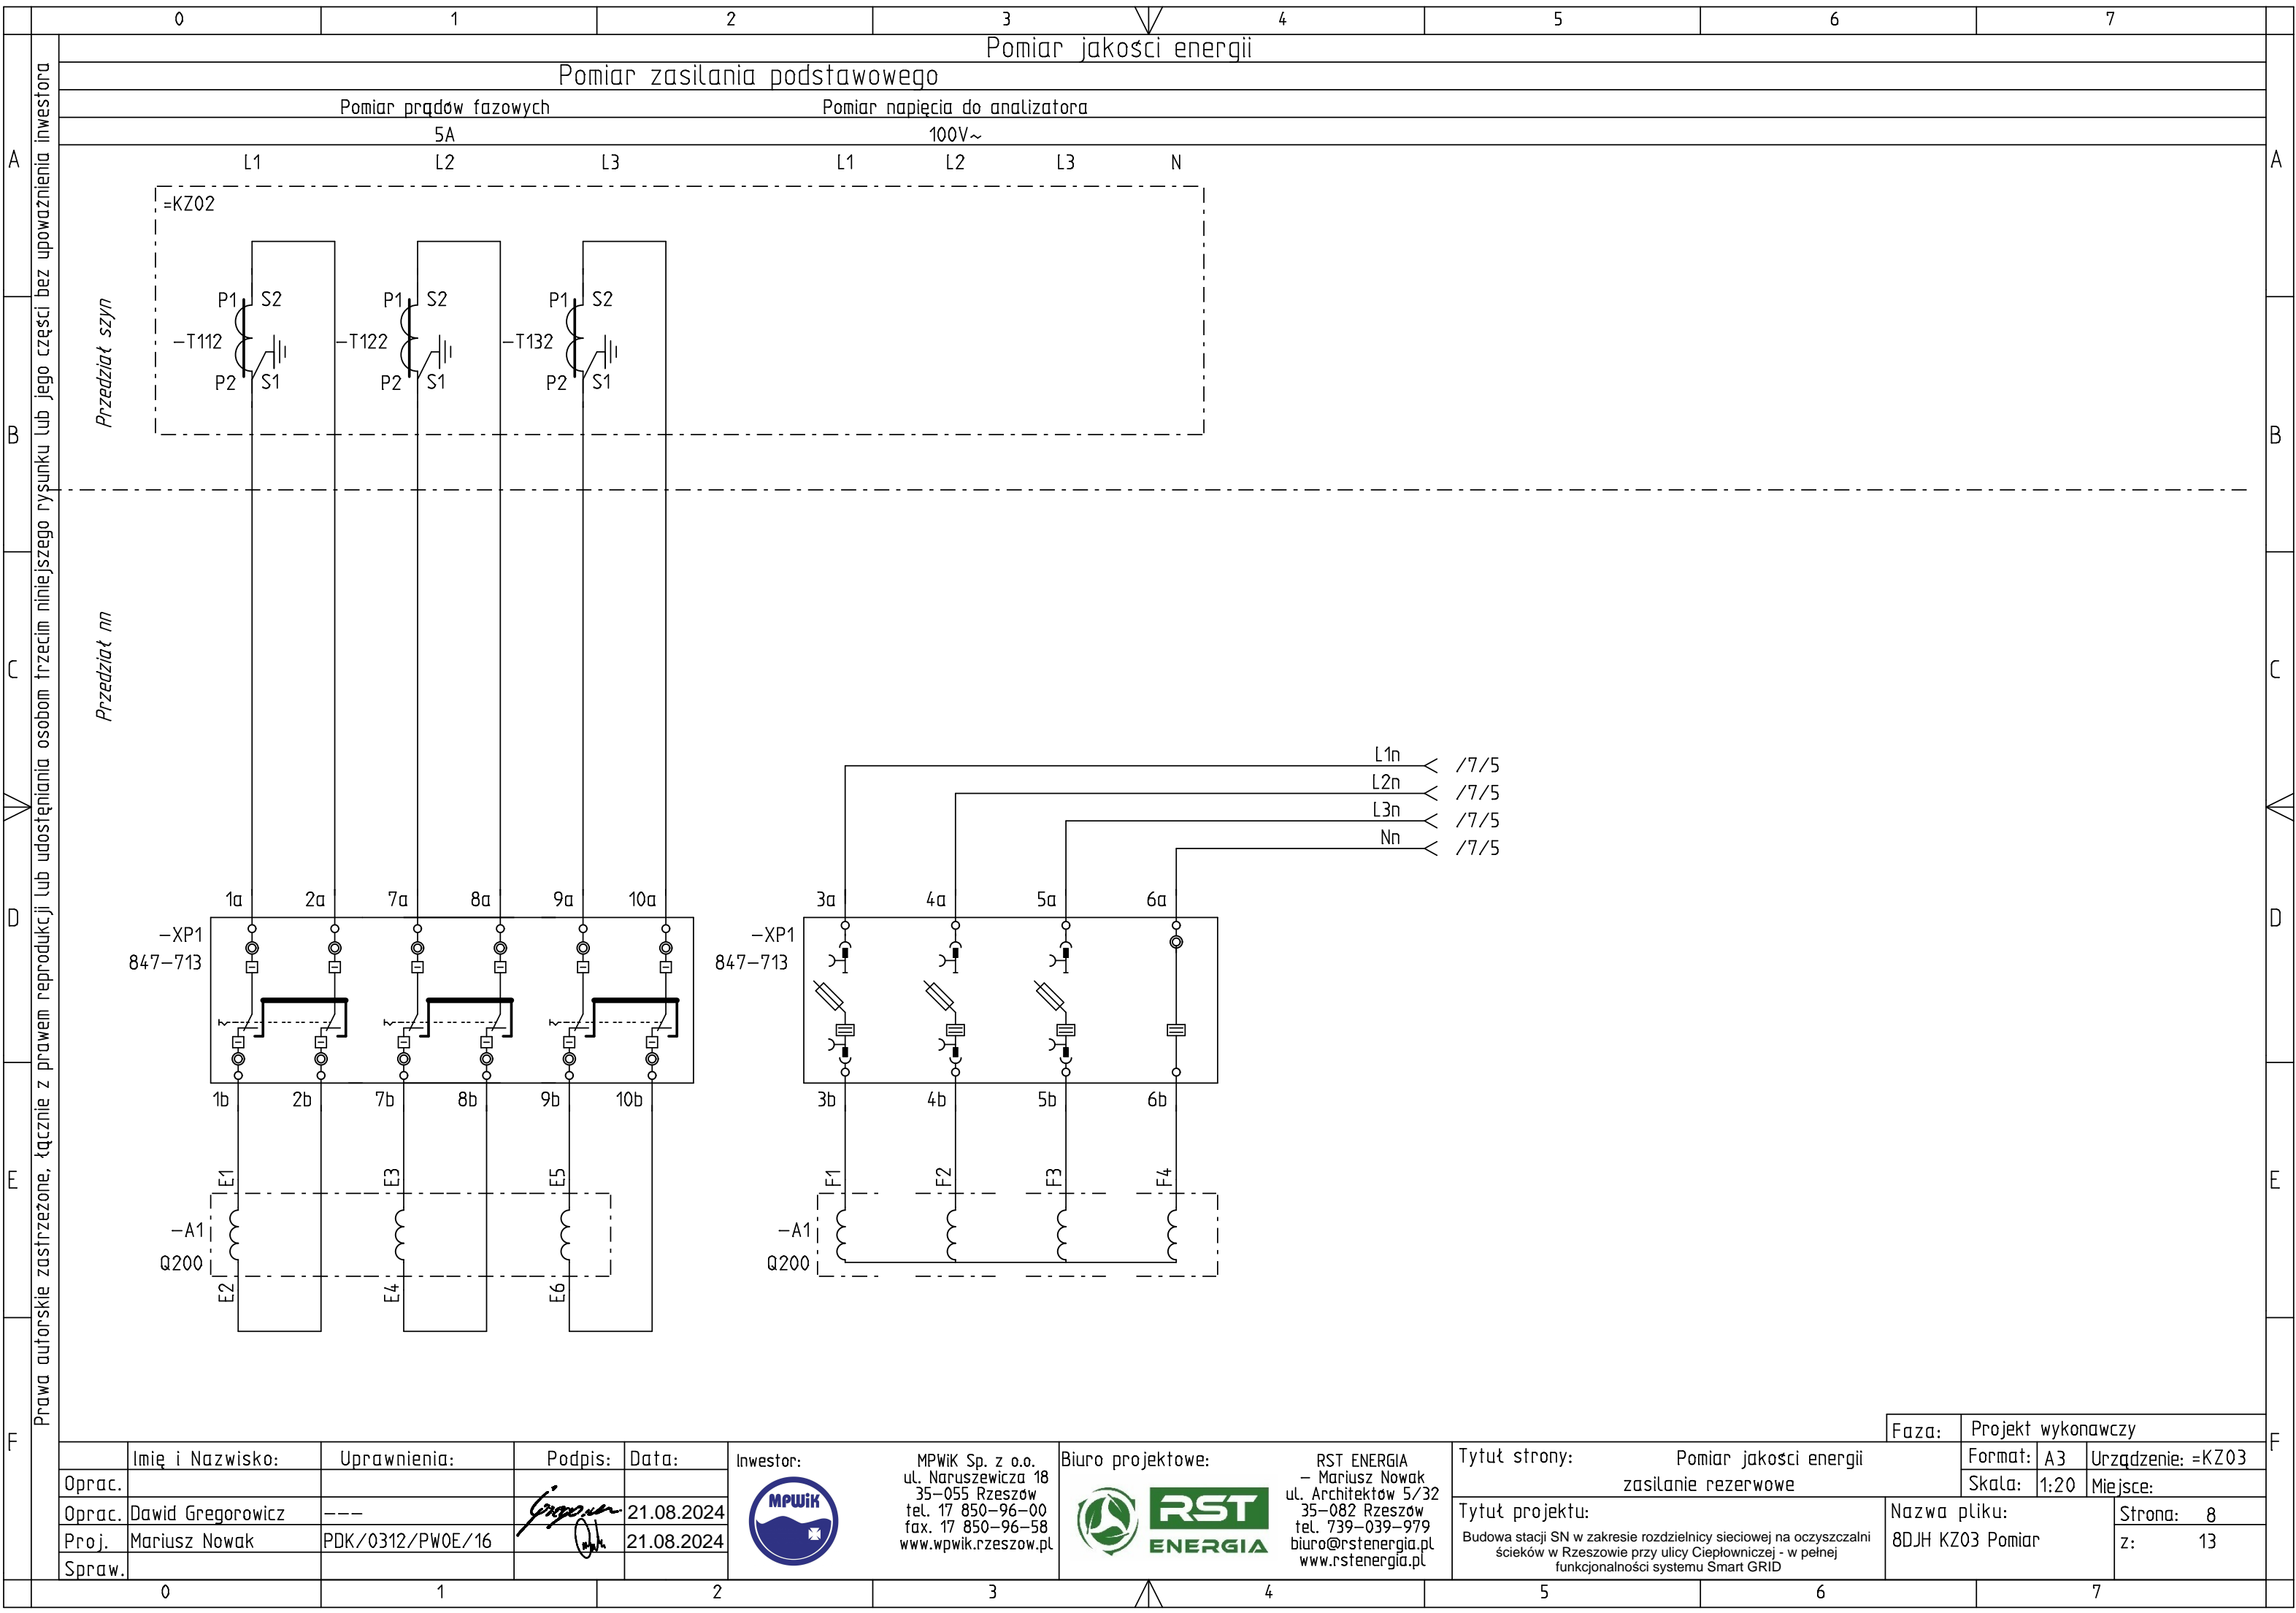 0 1 2 3 4 5 6 7
Pomiar jakości energii
Pomiar zasilania podstawowego
Pomiar prądów fazowych Pomiar napięcia do analizatora
5A 100V~
L1 L2 L3 L1 L2 L3 N
A A
=KZ02
P1 S2 P1 S2 P1 S2
-T112 -T122 -T132
P2 S1 P2 S1 P2 S1
Przedział szyn
B B
Prawa autorskie zastrzeżone, łącznie z prawem reprodukcji lub udostęniania osobom trzecim niniejszego rysunku lub jego części bez upoważnienia inwestora
Przedział nn
C C
L1n /7/5
L2n /7/5
L3n /7/5
Nn /7/5
1a 2a 7a 8a 9a 10a 3a 4a 5a 6a
D D
-XP1 -XP1
847-713 847-713
1b 2b 7b 8b 9b 10b 3b 4b 5b 6b
E E
E1 E3 E5 F1 F2 F3 F4
-A1 -A1
Q200 Q200
E2 E4 E6
F F
Faza: Projekt wykonawczy
Imię i Nazwisko: Uprawnienia: Podpis: Data:
Oprac.
Oprac. Dawid Gregorowicz --- 21.08.2024
Proj. Mariusz Nowak PDK/0312/PWOE/16 21.08.2024
Spraw.
Inwestor:
MPWiK
MPWiK Sp. z o.o.
ul. Naruszewicza 18
35-055 Rzeszów
tel. 17 850-96-00
fax. 17 850-96-58
www.wpwik.rzeszow.pl
Biuro projektowe:
RST
ENERGIA
RST ENERGIA
- Mariusz Nowak
ul. Architektów 5/32
35-082 Rzeszów
tel. 739-039-979
biuro@rstenergia.pl
www.rstenergia.pl
Tytuł strony: Pomiar jakości energii
zasilanie rezerwowe
Format: A3 Urządzenie: =KZ03
Skala: 1:20 Miejsce:
Tytuł projektu:
Budowa stacji SN w zakresie rozdzielnicy sieciowej na oczyszczalni
ścieków w Rzeszowie przy ulicy Ciepłowniczej - w pełnej
funkcjonalności systemu Smart GRID
Nazwa pliku:
8DJH KZ03 Pomiar
Strona: 8
z: 13
0 1 2 3 4 5 6 7